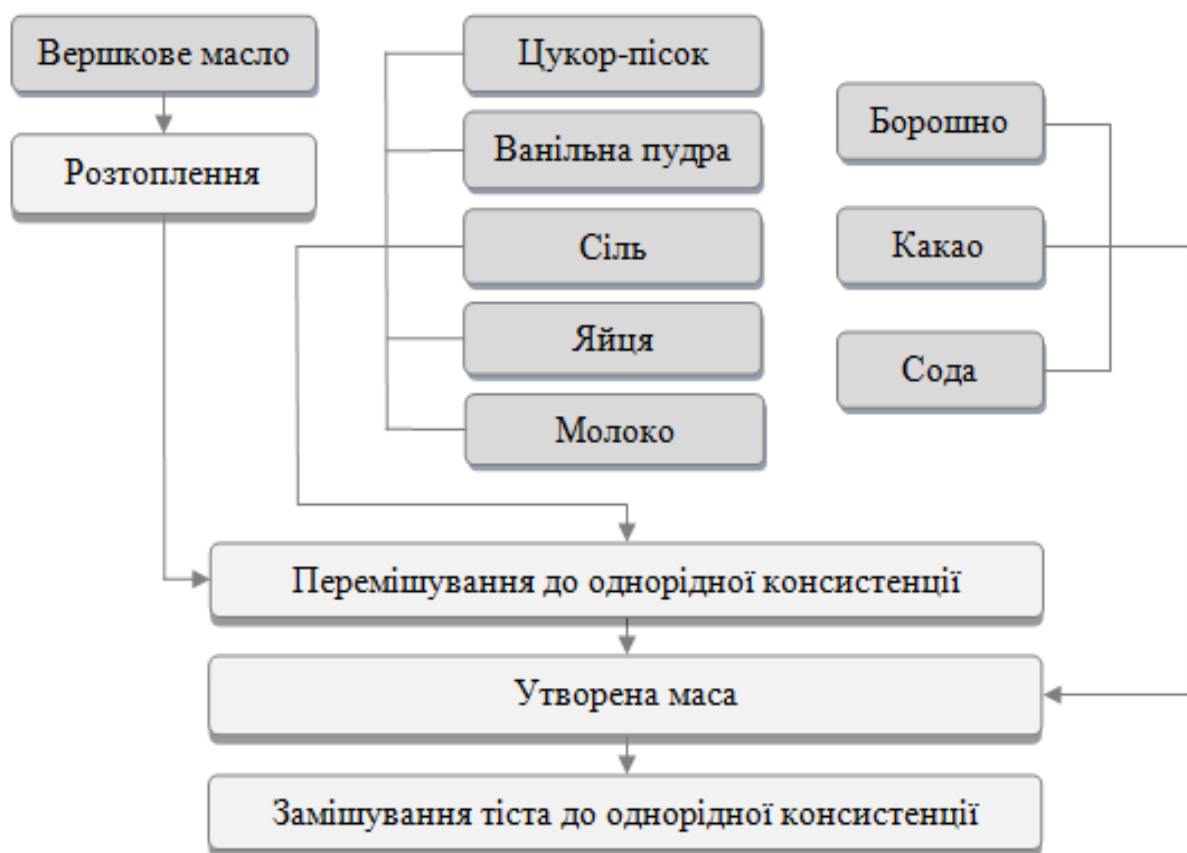 Вершкове масло
Розтоплення
Цукор-пісок
Ванільна пудра
Сіль
Яйця
Молоко
Борошно
Какао
Сода
Перемішування до однорідної консистенції
Утворена маса
Замішування тіста до однорідної консистенції